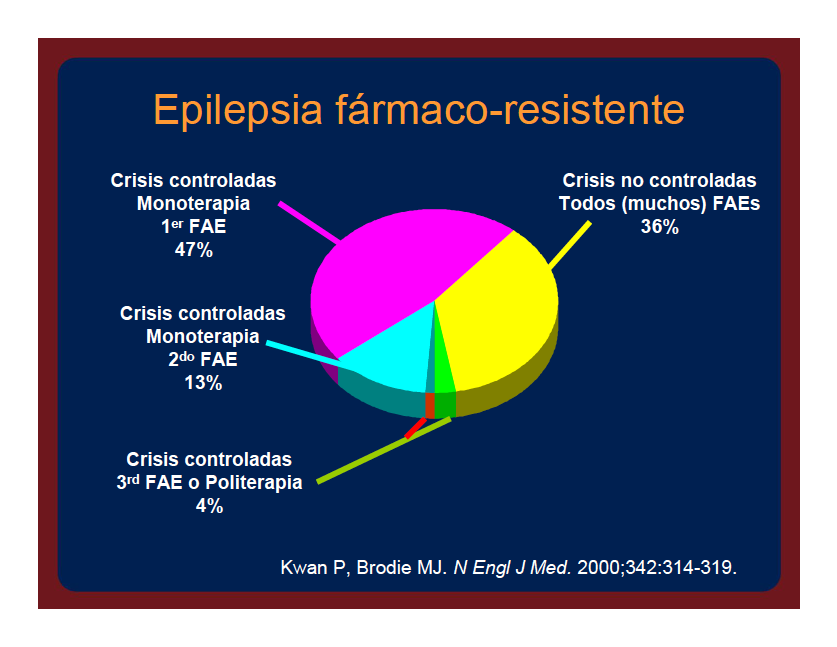 Epilepsia fármaco-resistente
Crisis controladas
Monoterapia
1er FAE
47%
Crisis no controladas
Todos (muchos) FAEs
36%
Crisis controladas
Monoterapia
2do FAE
13%
Crisis controladas
3rd FAE o Politerapia
4%
Kwan P, Brodie MJ. N Engl J Med. 2000;342:314-319.